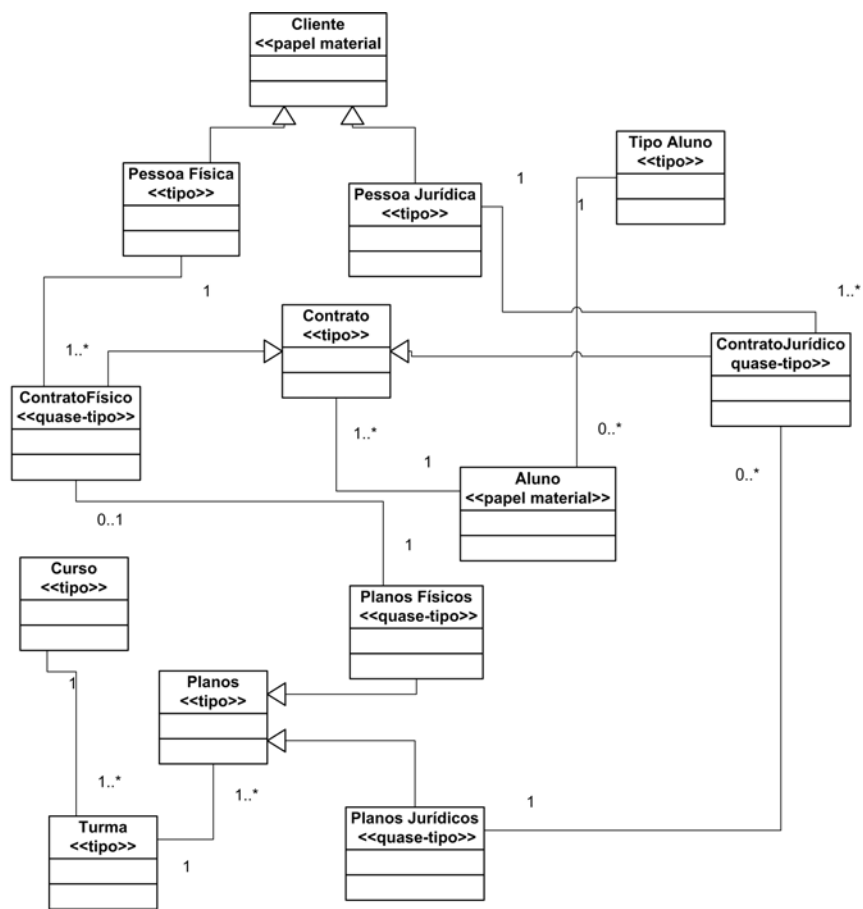 Cliente
<<papel material
Pessoa Física
<<tipo>>
Pessoa Jurídica
<<tipo>>
1
Tipo Aluno
<<tipo>>
1
1
Contrato
<<tipo>>
1..*
1..*
ContratoJurídico
quase-tipo>>
ContratoFísico
<<quase-tipo>>
1..*
1
0..*
0..*
Aluno
<<papel material>>
0..1
1
Curso
<<tipo>>
Planos Físicos
<<quase-tipo>>
1
Planos
<<tipo>>
1..*
1..*
1
Turma
<<tipo>>
1
Planos Jurídicos
<<quase-tipo>>